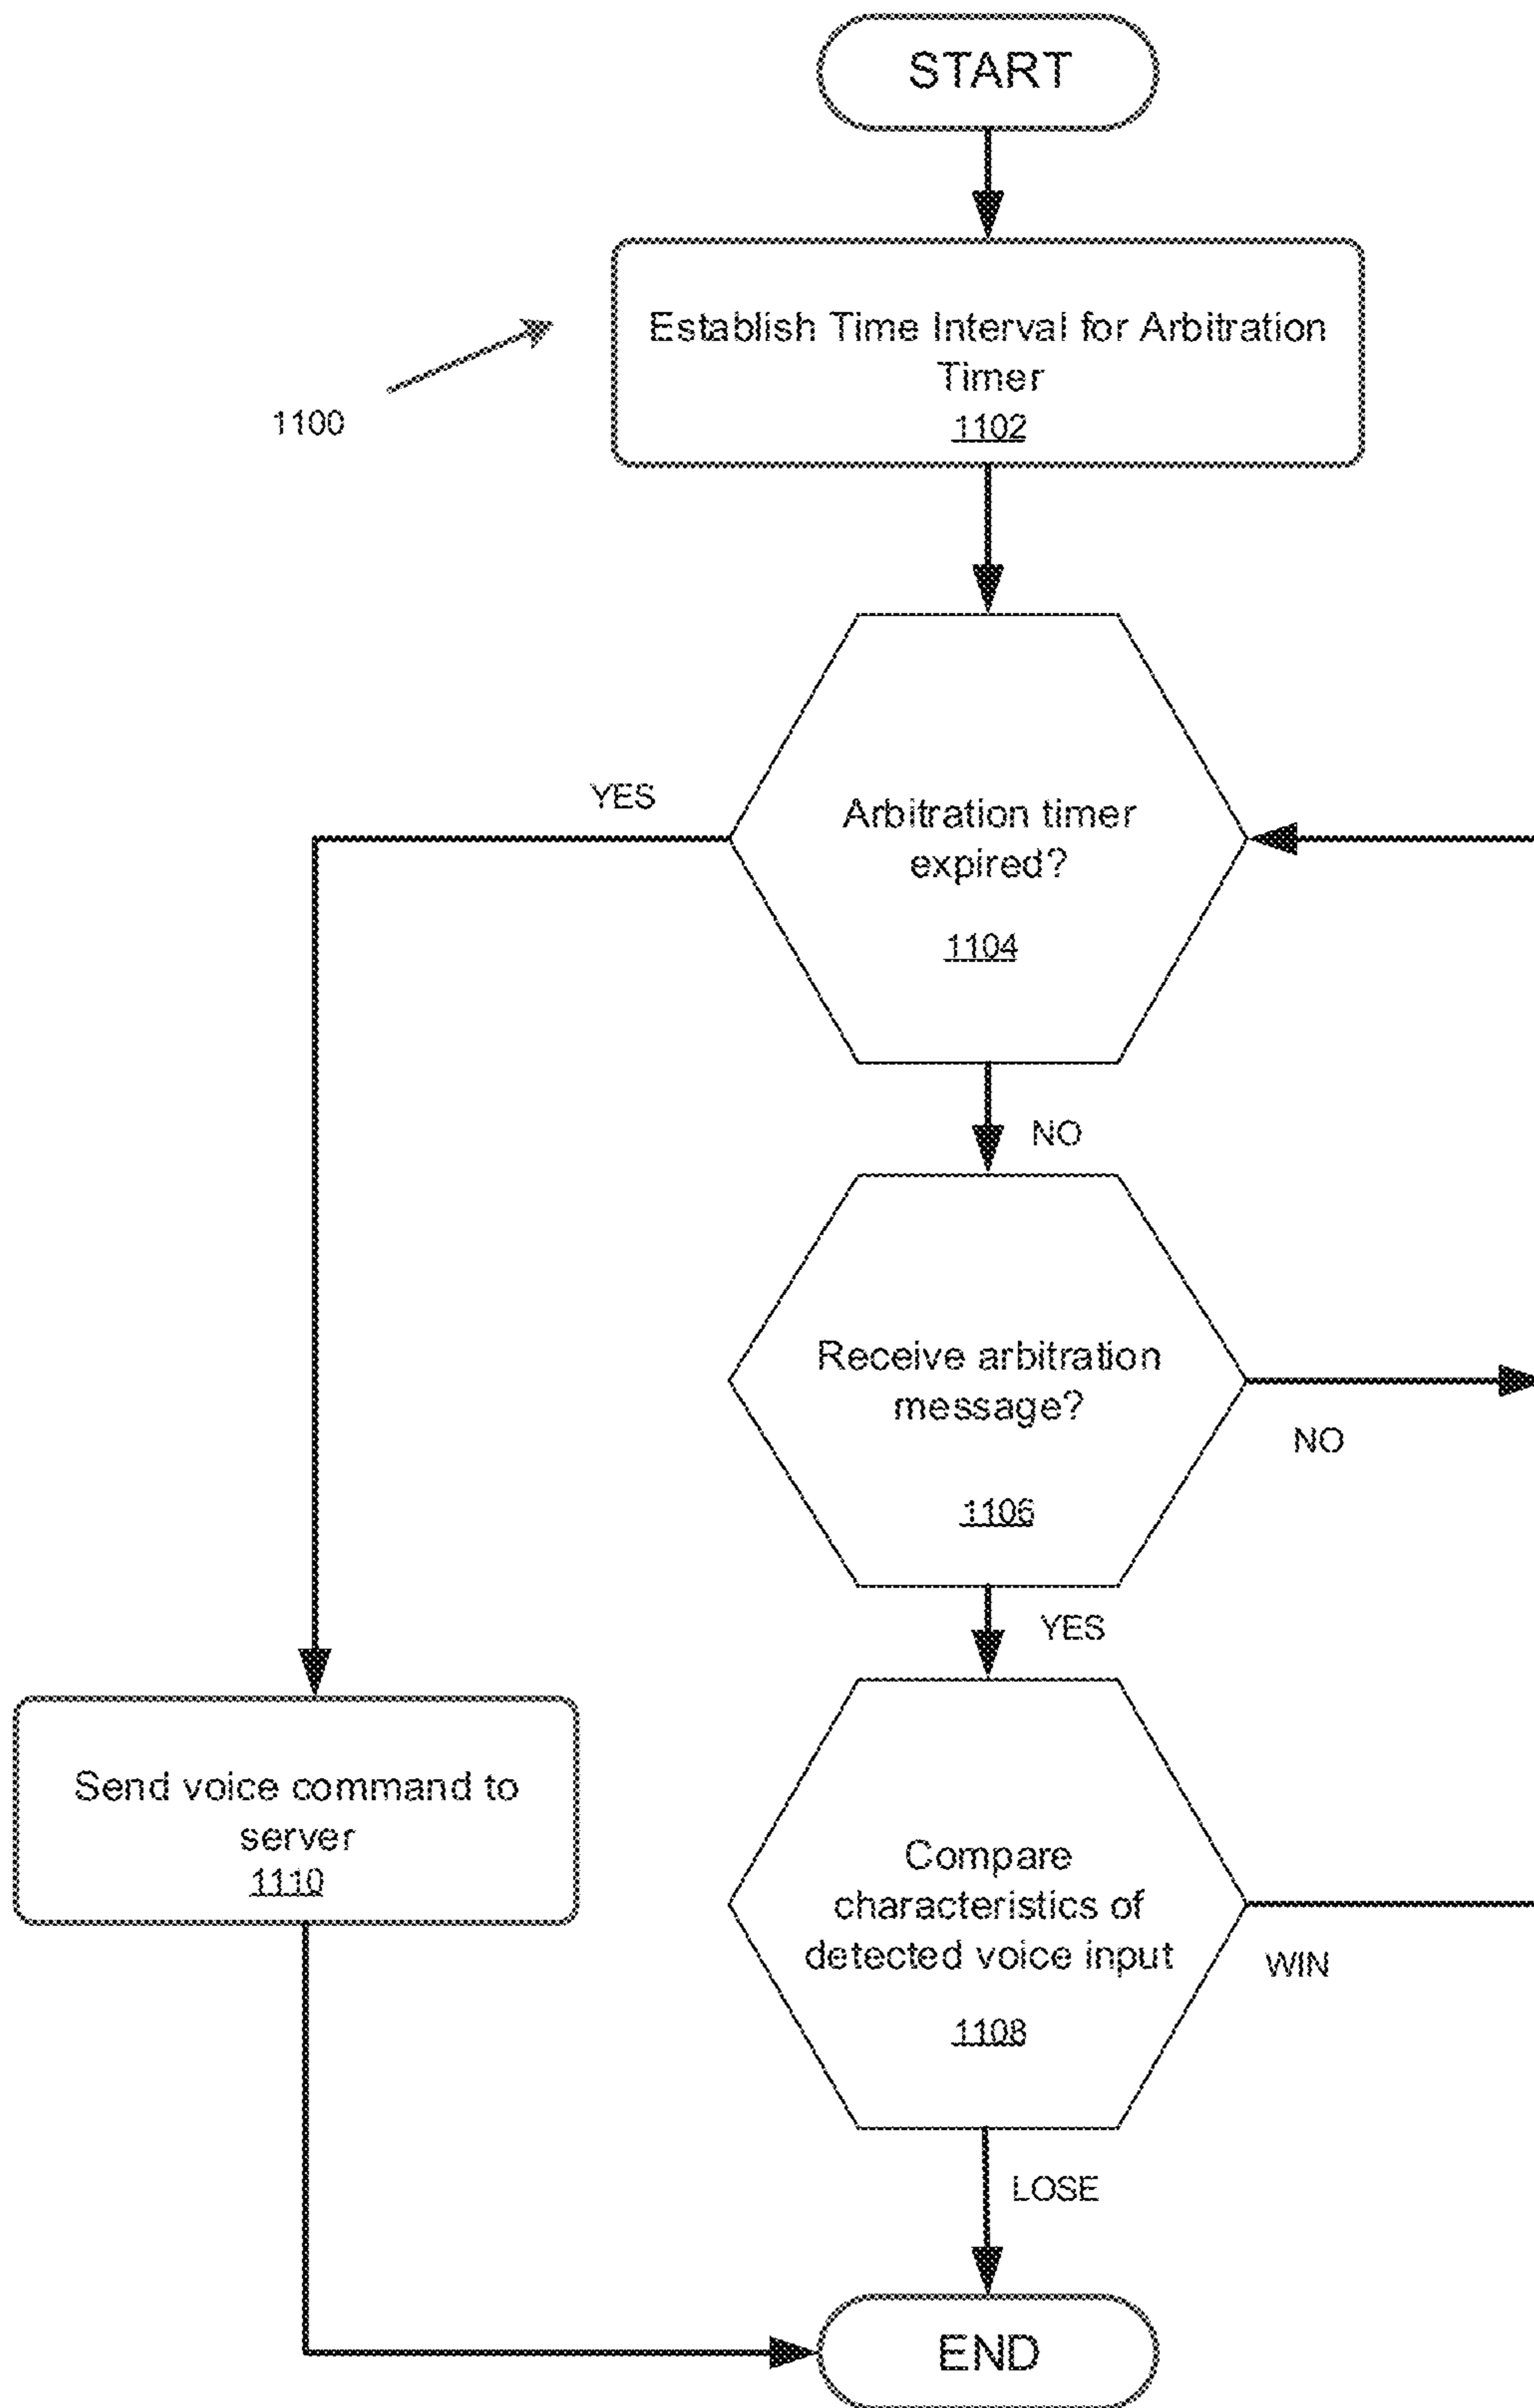 START
Establish Time Interval for Arbitration
Timer
1102
1100
YES
Arbitration timer
expired?
1104
NO
Receive arbitration
message?
1106
NO
YES
Send voice command to
server
1110
Compare
characteristics of
detected voice input
1108
WIN
LOSE
END